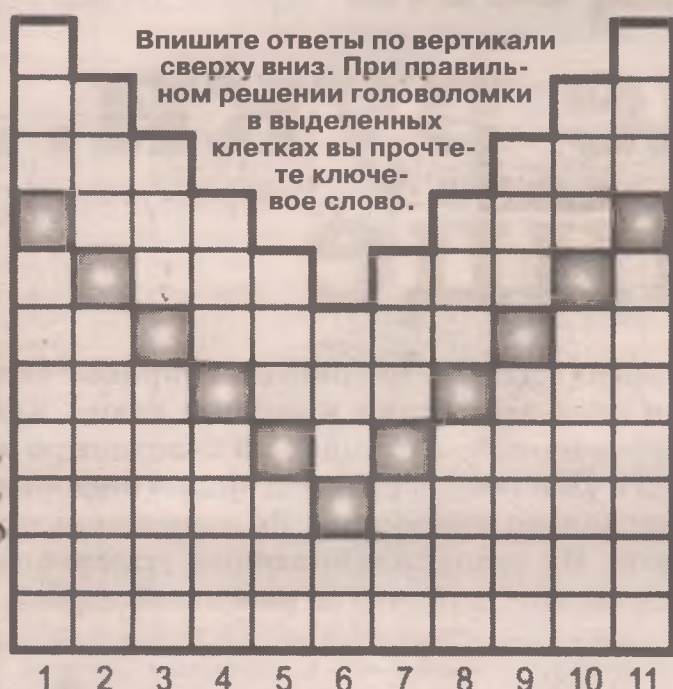 Впишите ответы по вертикали
сверху вниз. При правиль-
ном решении головоломки
в выделенных
клетках вы прочте-
те ключе-
вое слово.
1 2 3 4 5 6 7 8 9 10 11